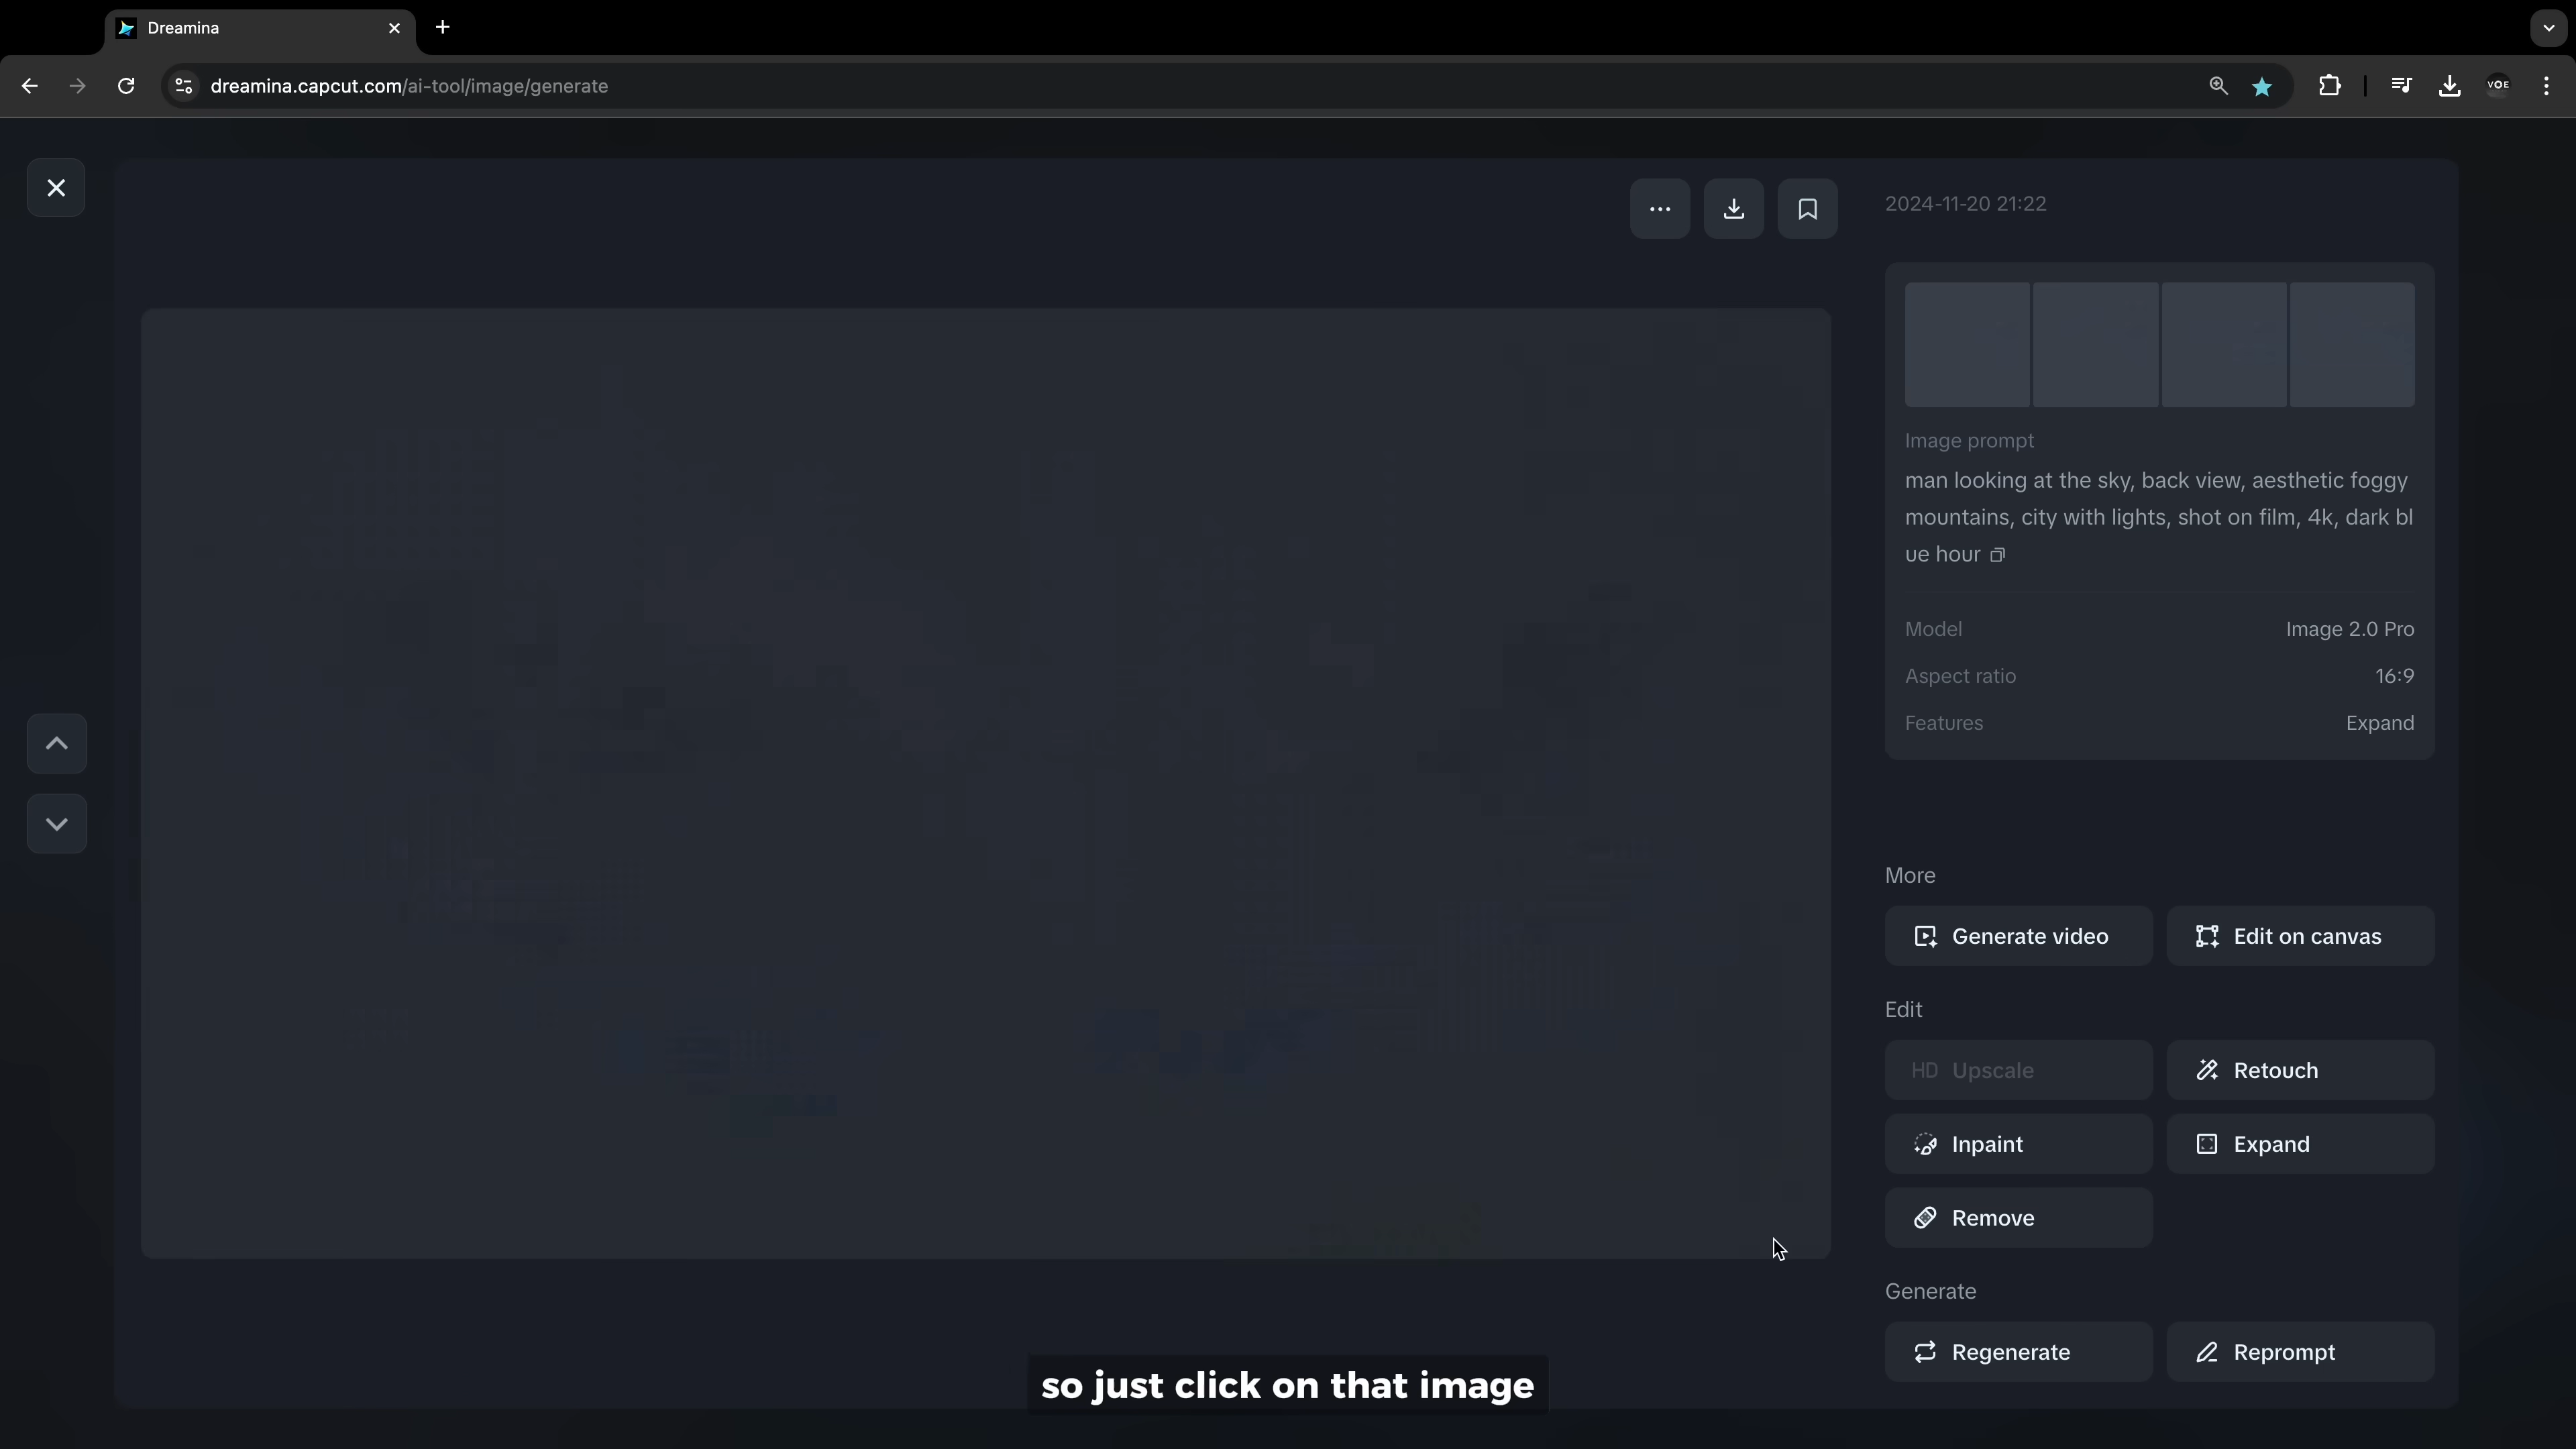 Dreamina
dreamina.capcut.com/ai-tool/image/generate
VOE
2024-11-20 21:22
Image prompt
man looking at the sky, back view, aesthetic foggy
mountains, city with lights, shot on film, 4k, dark bl
ue hour
Model Image 2.0 Pro
Aspect ratio 16:9
Features Expand
More
Generate video Edit on canvas
Edit
HD Upscale Retouch
Inpaint Expand
Remove
Generate
Regenerate Reprompt
so just click on that image